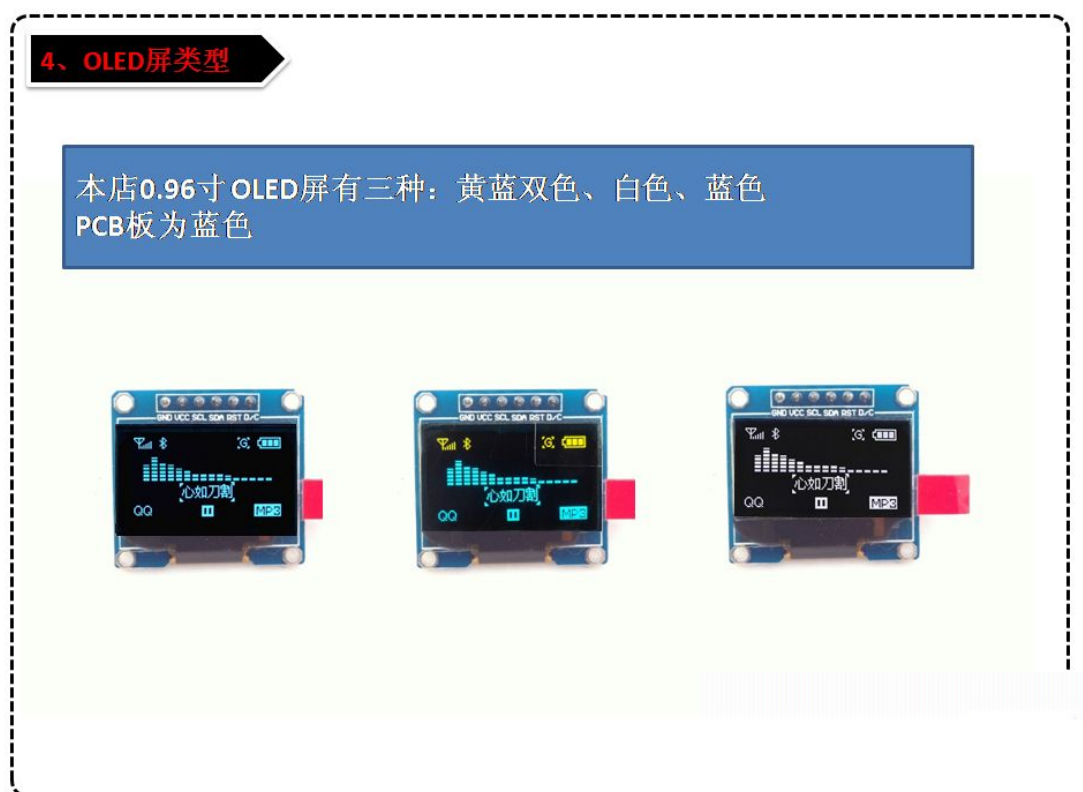 4、OLED屏类型
本店0.96寸OLED屏有三种：黄蓝双色、白色、蓝色
PCB板为蓝色
GND VCC SCL SDA RST D/C
G
心如刀割
QQ
MP3
GND VCC SCL SDA RST D/C
G
心如刀割
QQ
MP3
GND VCC SCL SDA RST D/C
G
心如刀割
QQ
MP3